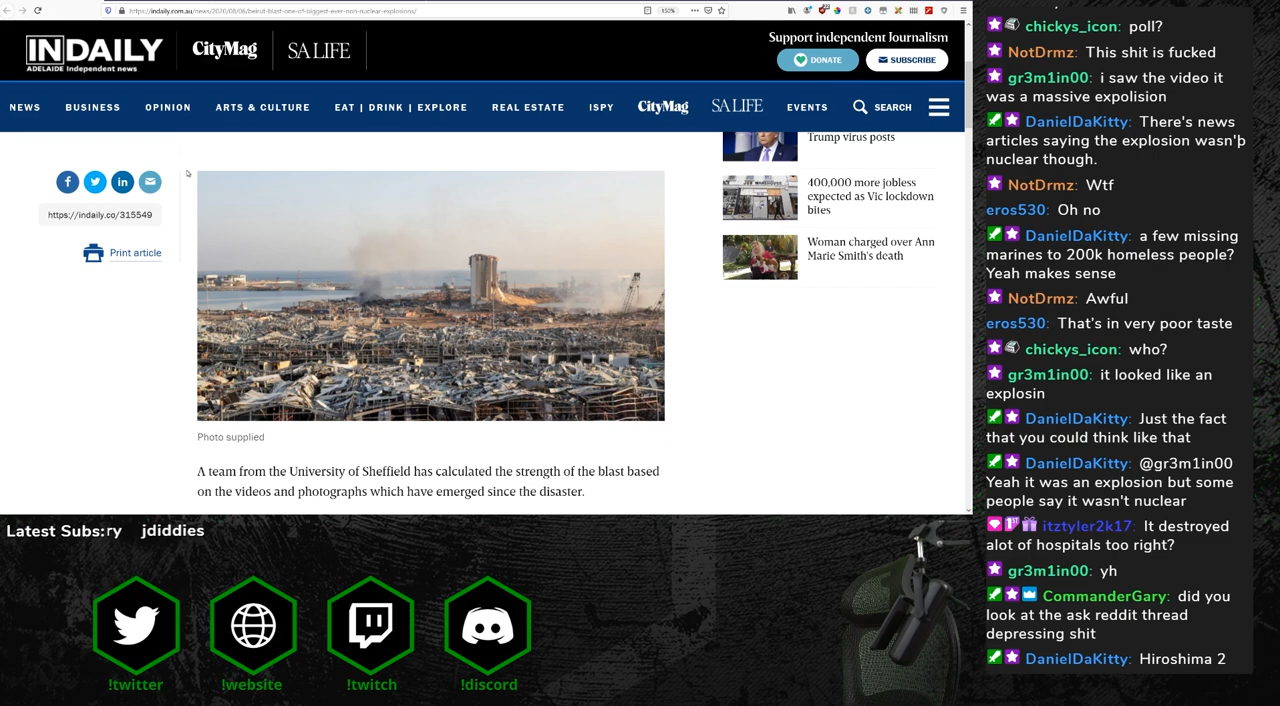 https://indaily.com.au/news/2020/08/06/beirut-blast-one-of-biggest-ever-non-nuclear-explosions/
150%
INDAILY
ADELAIDE Independent news
CityMag
SA LIFE
Support independent Journalism
DONATE
SUBSCRIBE
NEWS BUSINESS OPINION ARTS & CULTURE EAT | DRINK | EXPLORE REAL ESTATE ISPY CityMag SA LIFE EVENTS SEARCH
Trump virus posts
400,000 more jobless
expected as Vic lockdown
bites
Woman charged over Ann
Marie Smith's death
https://indaily.co/315549
Print article
Photo supplied
A team from the University of Sheffield has calculated the strength of the blast based
on the videos and photographs which have emerged since the disaster.
Latest Subs:ry jdiddies
!twitter
!website
!twitch
!discord
chickys_icon: poll?
NotDrmz: This shit is fucked
gr3m1in00: i saw the video it
was a massive expolision
DanielDaKitty: There's news
articles saying the explosion wasn'þ
nuclear though.
NotDrmz: Wtf
eros530: Oh no
DanielDaKitty: a few missing
marines to 200k homeless people?
Yeah makes sense
NotDrmz: Awful
eros530: That's in very poor taste
chickys_icon: who?
gr3m1in00: it looked like an
explosin
DanielDaKitty: Just the fact
that you could think like that
DanielDaKitty: @gr3m1in00
Yeah it was an explosion but some
people say it wasn't nuclear
itztyler2k17: It destroyed
alot of hospitals too right?
gr3m1in00: yh
CommanderGary: did you
look at the ask reddit thread
depressing shit
DanielDaKitty: Hiroshima 2